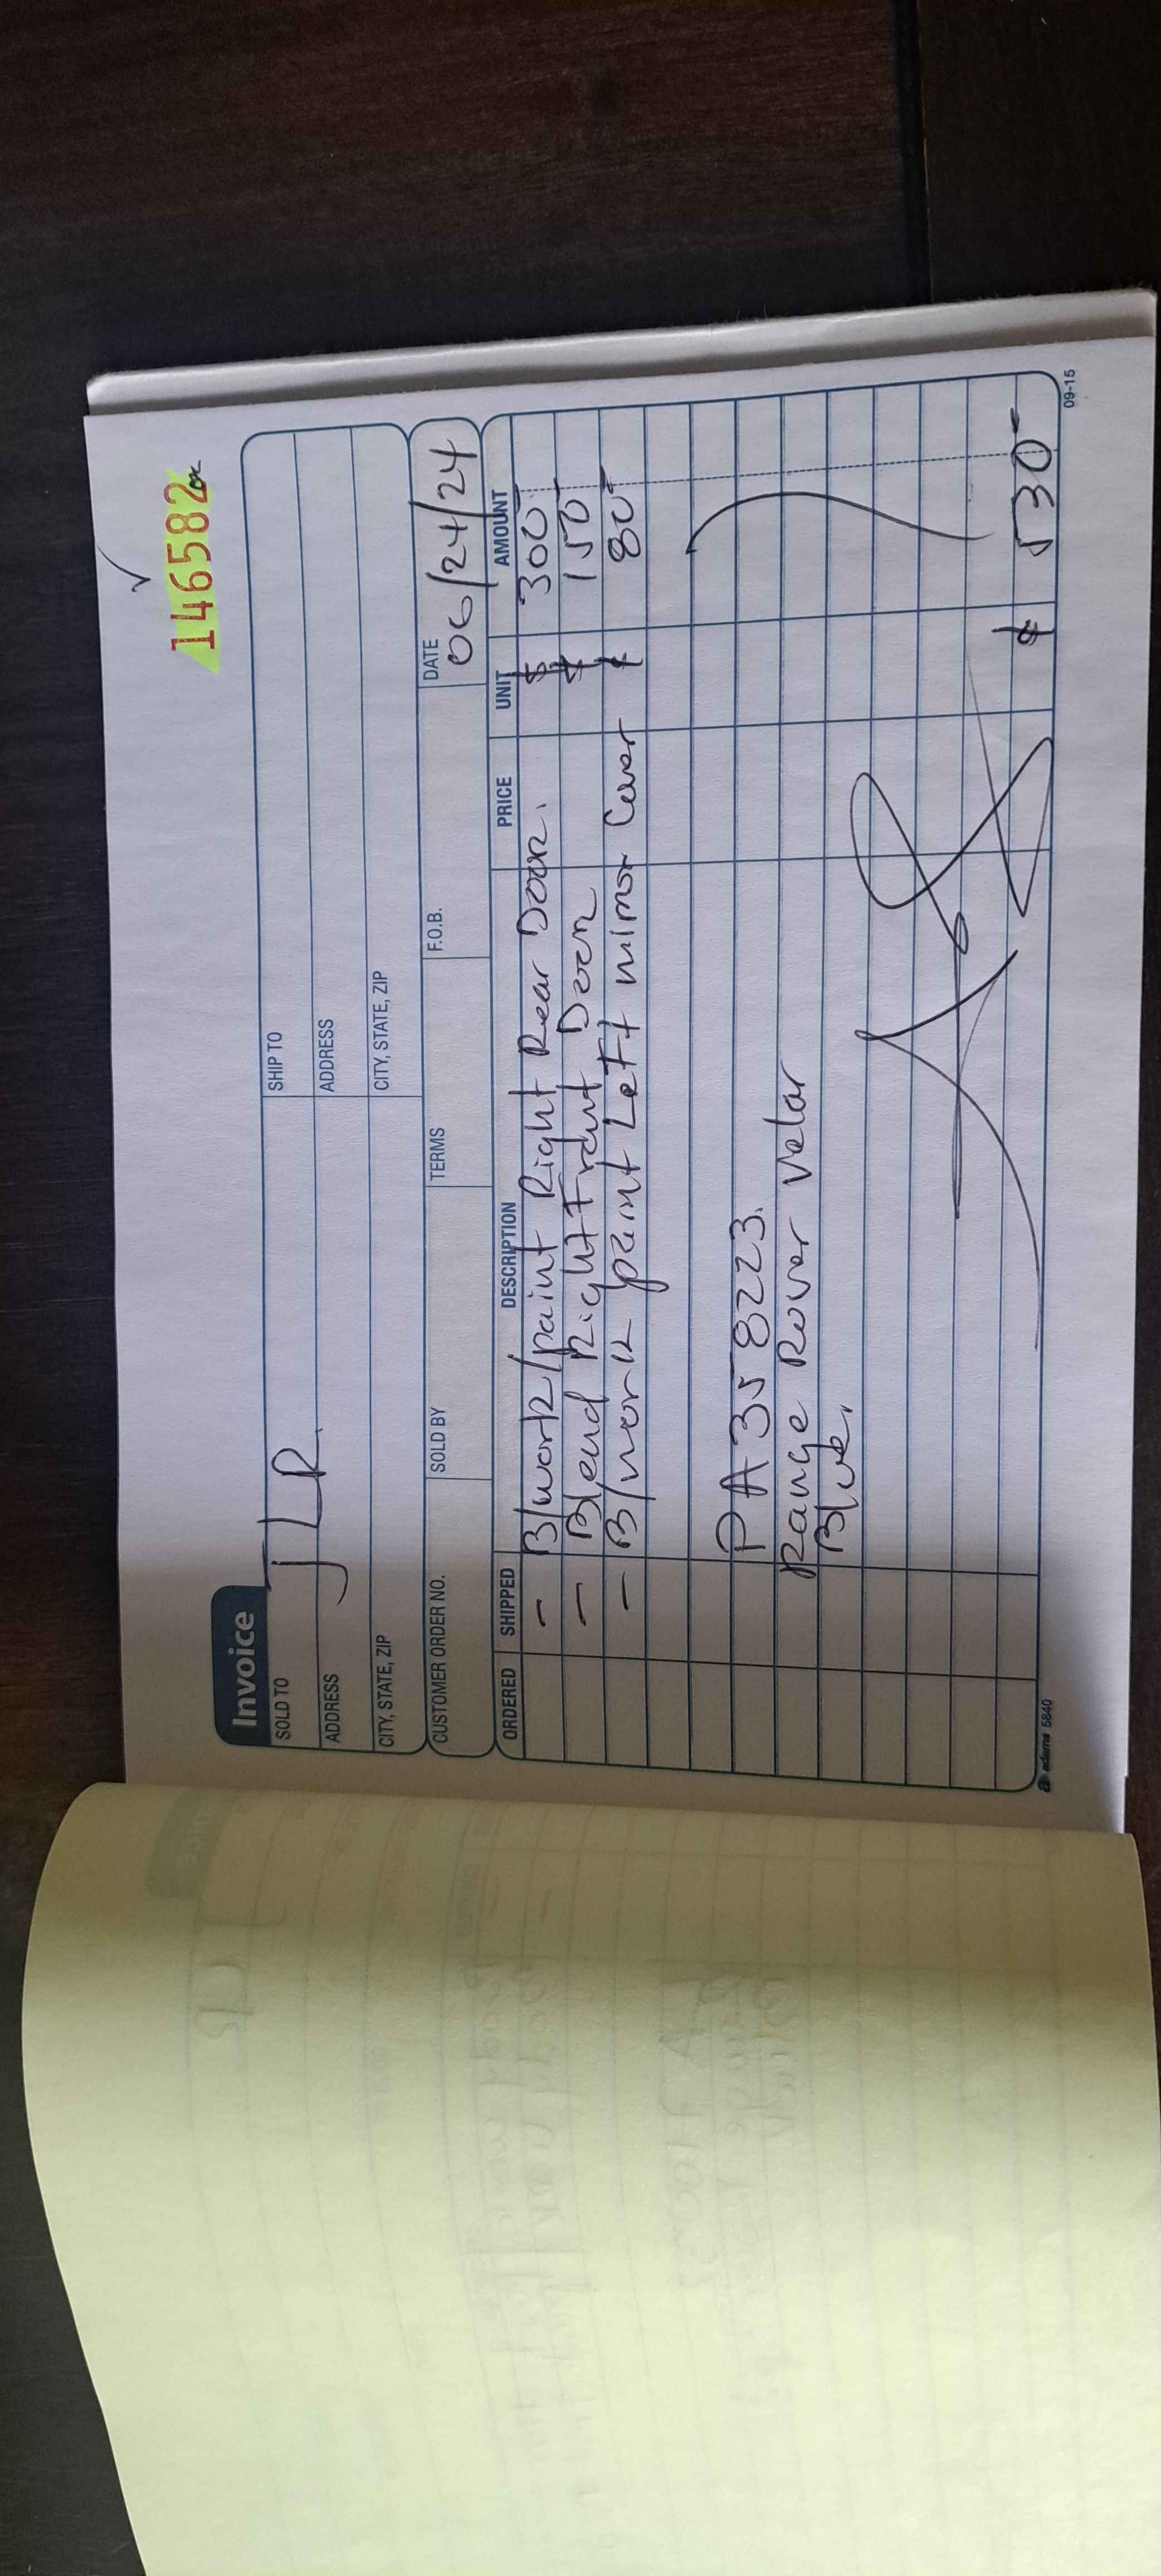 146582
Invoice
SOLD TO JLR.
SHIP TO
ADDRESS
ADDRESS
CITY, STATE, ZIP
CITY, STATE, ZIP
CUSTOMER ORDER NO. SOLD BY TERMS F.O.B. DATE 06/24/24
ORDERED SHIPPED DESCRIPTION PRICE UNIT AMOUNT
- B/work/paint Right Rear Door. $ 300-
- Blend Right Front Door $ 150-
- B/work paint Left mirror Cover $ 80-
PA358223.
Range Rover Velar
Blue.
$ 530-
a adams 5840
09-15